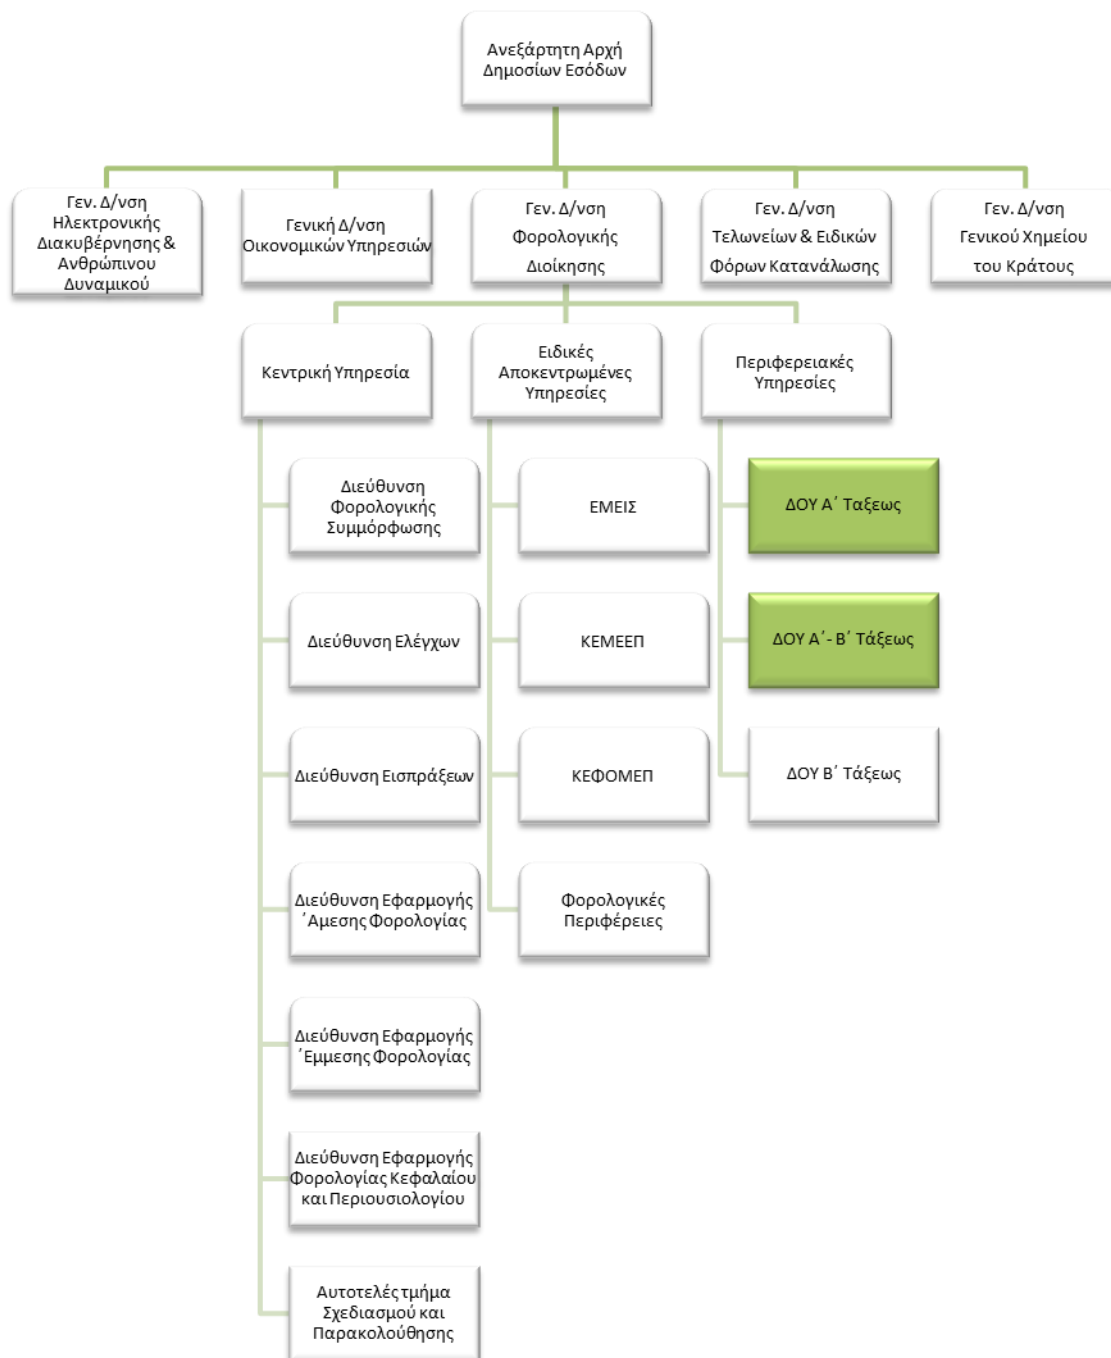 Ανεξάρτητη Αρχή
Δημοσίων Εσόδων
Γεν. Δ/νση
Ηλεκτρονικής
Διακυβέρνησης &
Ανθρώπινου
Δυναμικού
Γενική Δ/νση
Οικονομικών Υπηρεσιών
Γεν. Δ/νση
Φορολογικής
Διοίκησης
Γεν. Δ/νση
Τελωνείων & Ειδικών
Φόρων Κατανάλωσης
Γεν. Δ/νση
Γενικού Χημείου
του Κράτους
Κεντρική Υπηρεσία
Ειδικές
Αποκεντρωμένες
Υπηρεσίες
Περιφερειακές
Υπηρεσίες
Διεύθυνση
Φορολογικής
Συμμόρφωσης
ΕΜΕΙΣ
ΔΟΥ Α΄ Ταξεως
Διεύθυνση Ελέγχων
ΚΕΜΕΕΠ
ΔΟΥ Α΄- Β΄ Τάξεως
Διεύθυνση Εισπράξεων
ΚΕΦΟΜΕΠ
ΔΟΥ Β΄ Τάξεως
Διεύθυνση Εφαρμογής
΄Αμεσης Φορολογίας
Φορολογικές
Περιφέρειες
Διεύθυνση Εφαρμογής
΄Εμμεσης Φορολογίας
Διεύθυνση Εφαρμογής
Φορολογίας Κεφαλαίου
και Περιουσιολογίου
Αυτοτελές τμήμα
Σχεδιασμού και
Παρακολούθησης